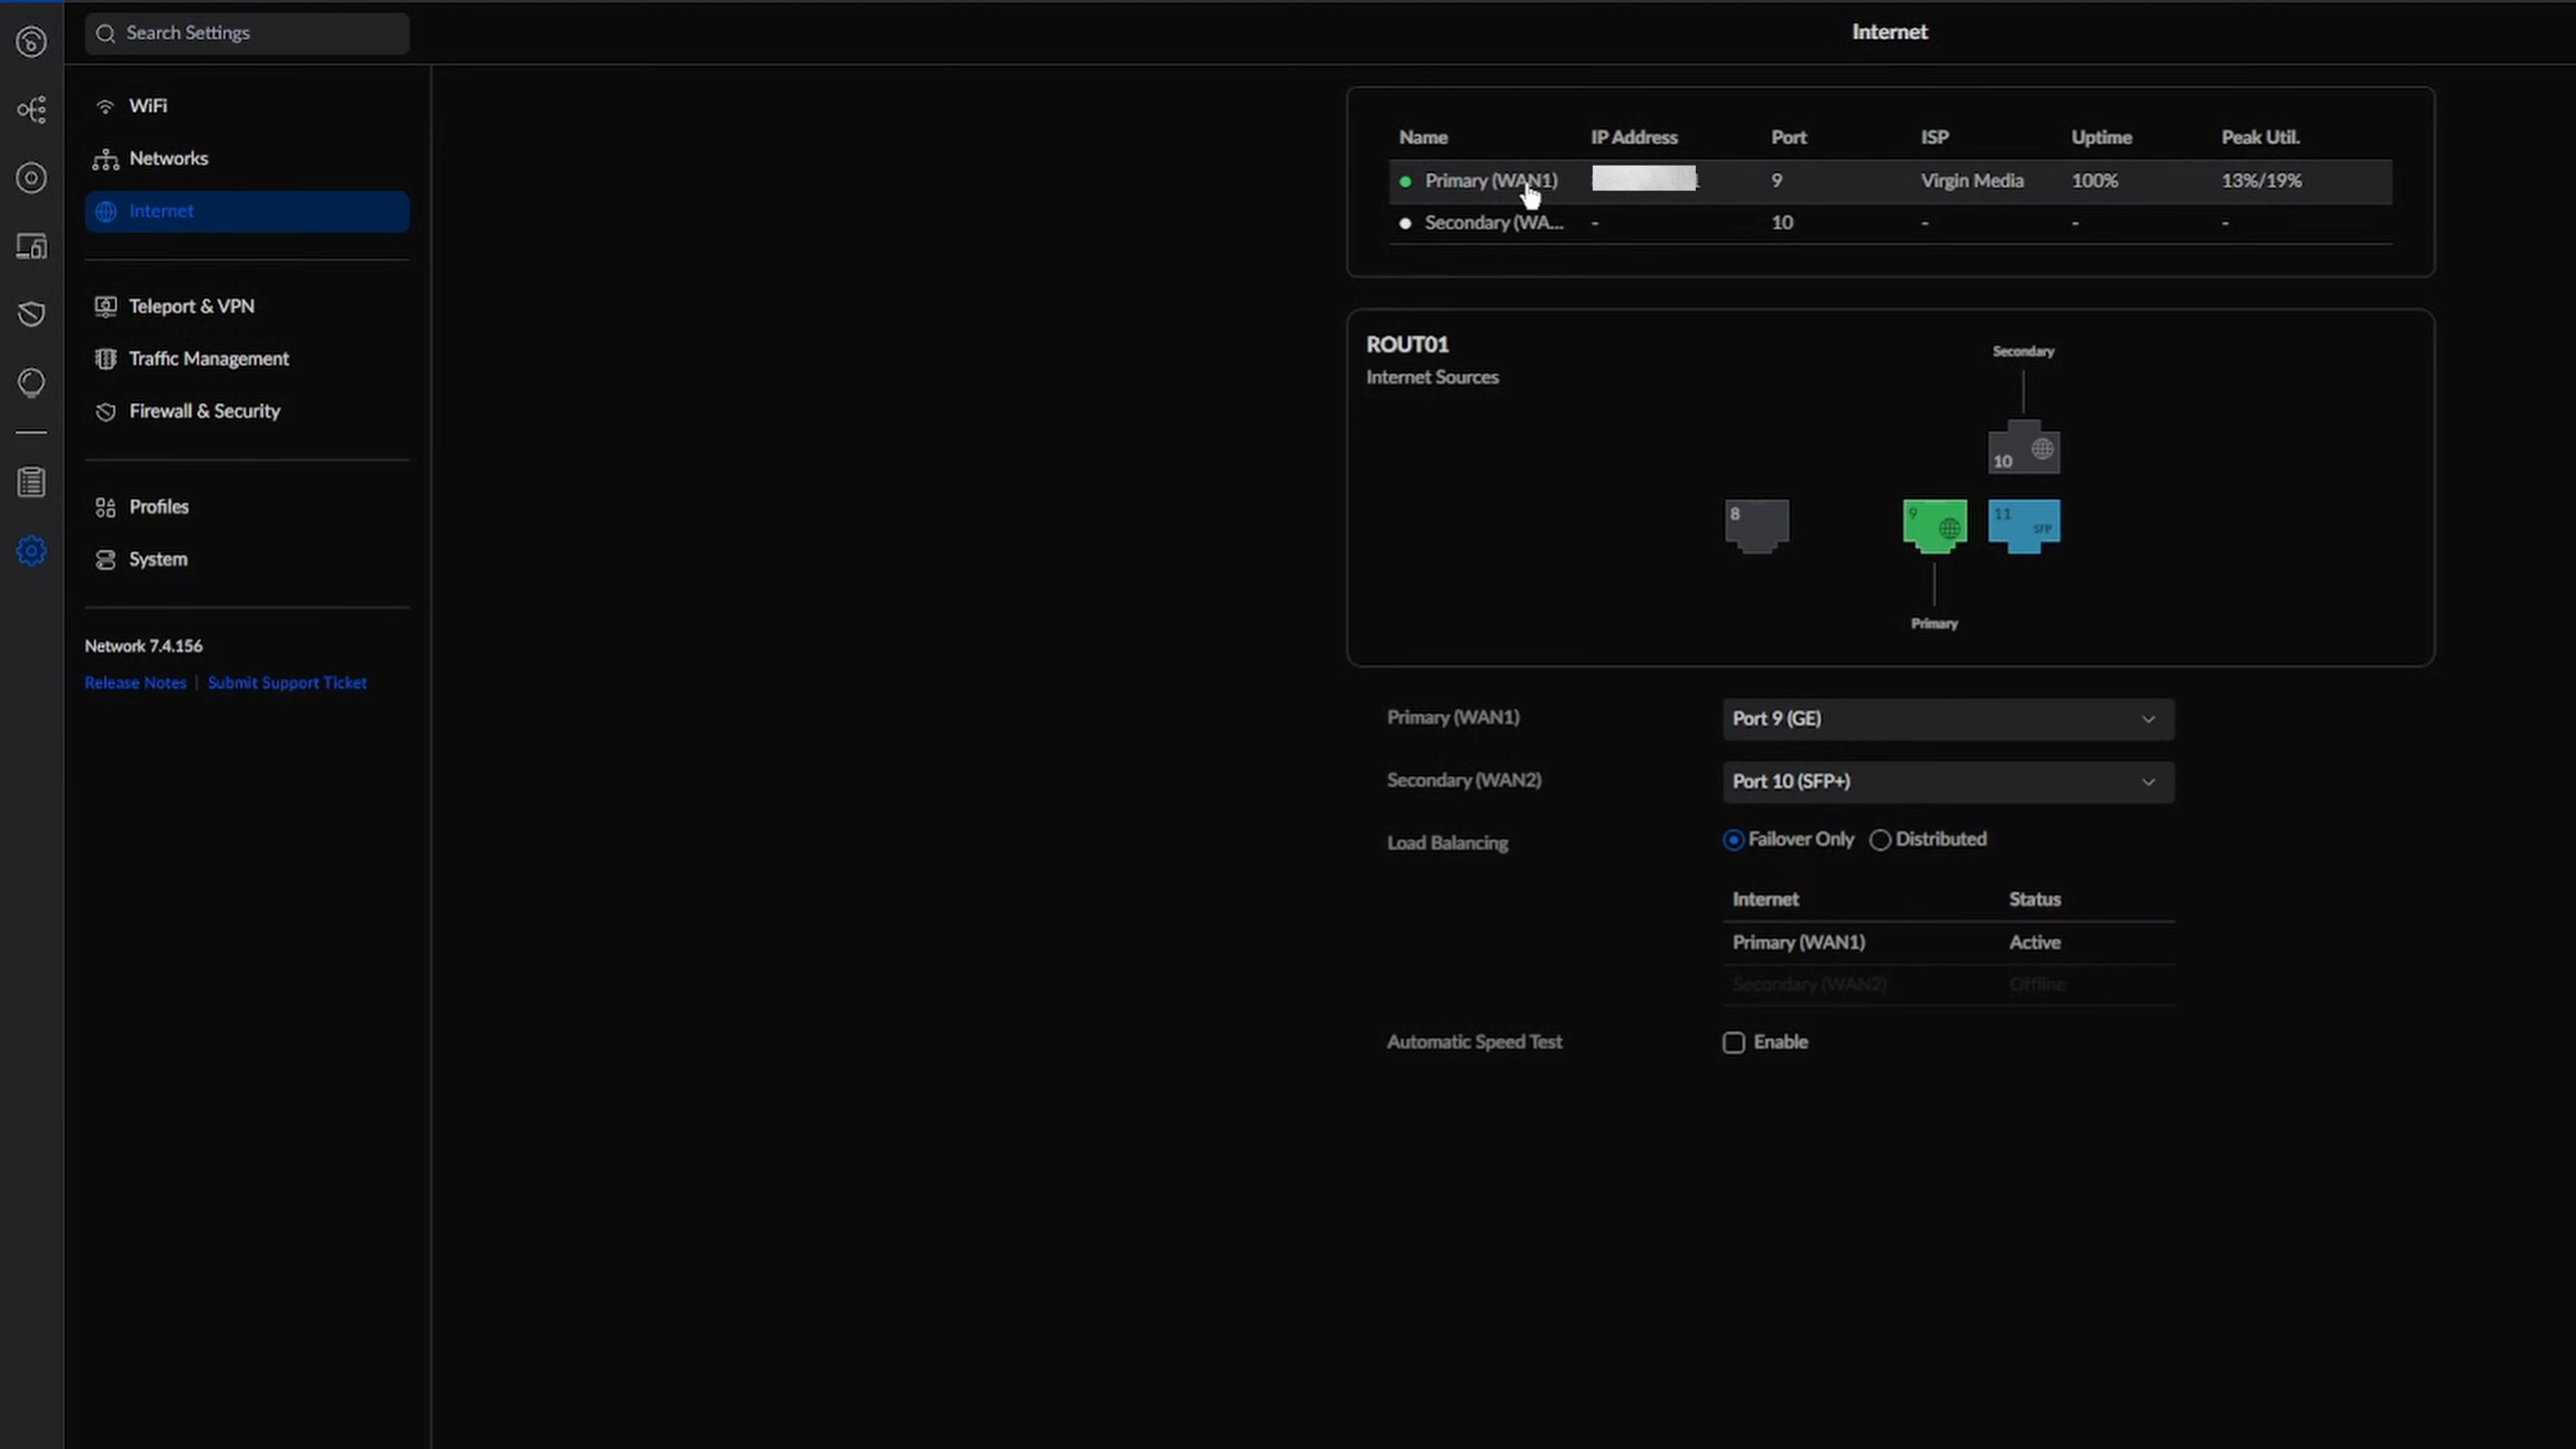 Search Settings
Internet
WiFi
Networks
Internet
Teleport & VPN
Traffic Management
Firewall & Security
Profiles
System
Network 7.4.156
Release Notes | Submit Support Ticket
Name IP Address Port ISP Uptime Peak Util.
Primary (WAN1) 9 Virgin Media 100% 13%/19%
Secondary (WA... - 10 - - -
ROUT01
Internet Sources
Secondary
10
8
9
11
SFP
Primary
Primary (WAN1) Port 9 (GE)
Secondary (WAN2) Port 10 (SFP+)
Load Balancing Failover Only Distributed
Internet Status
Primary (WAN1) Active
Secondary (WAN2) Offline
Automatic Speed Test Enable